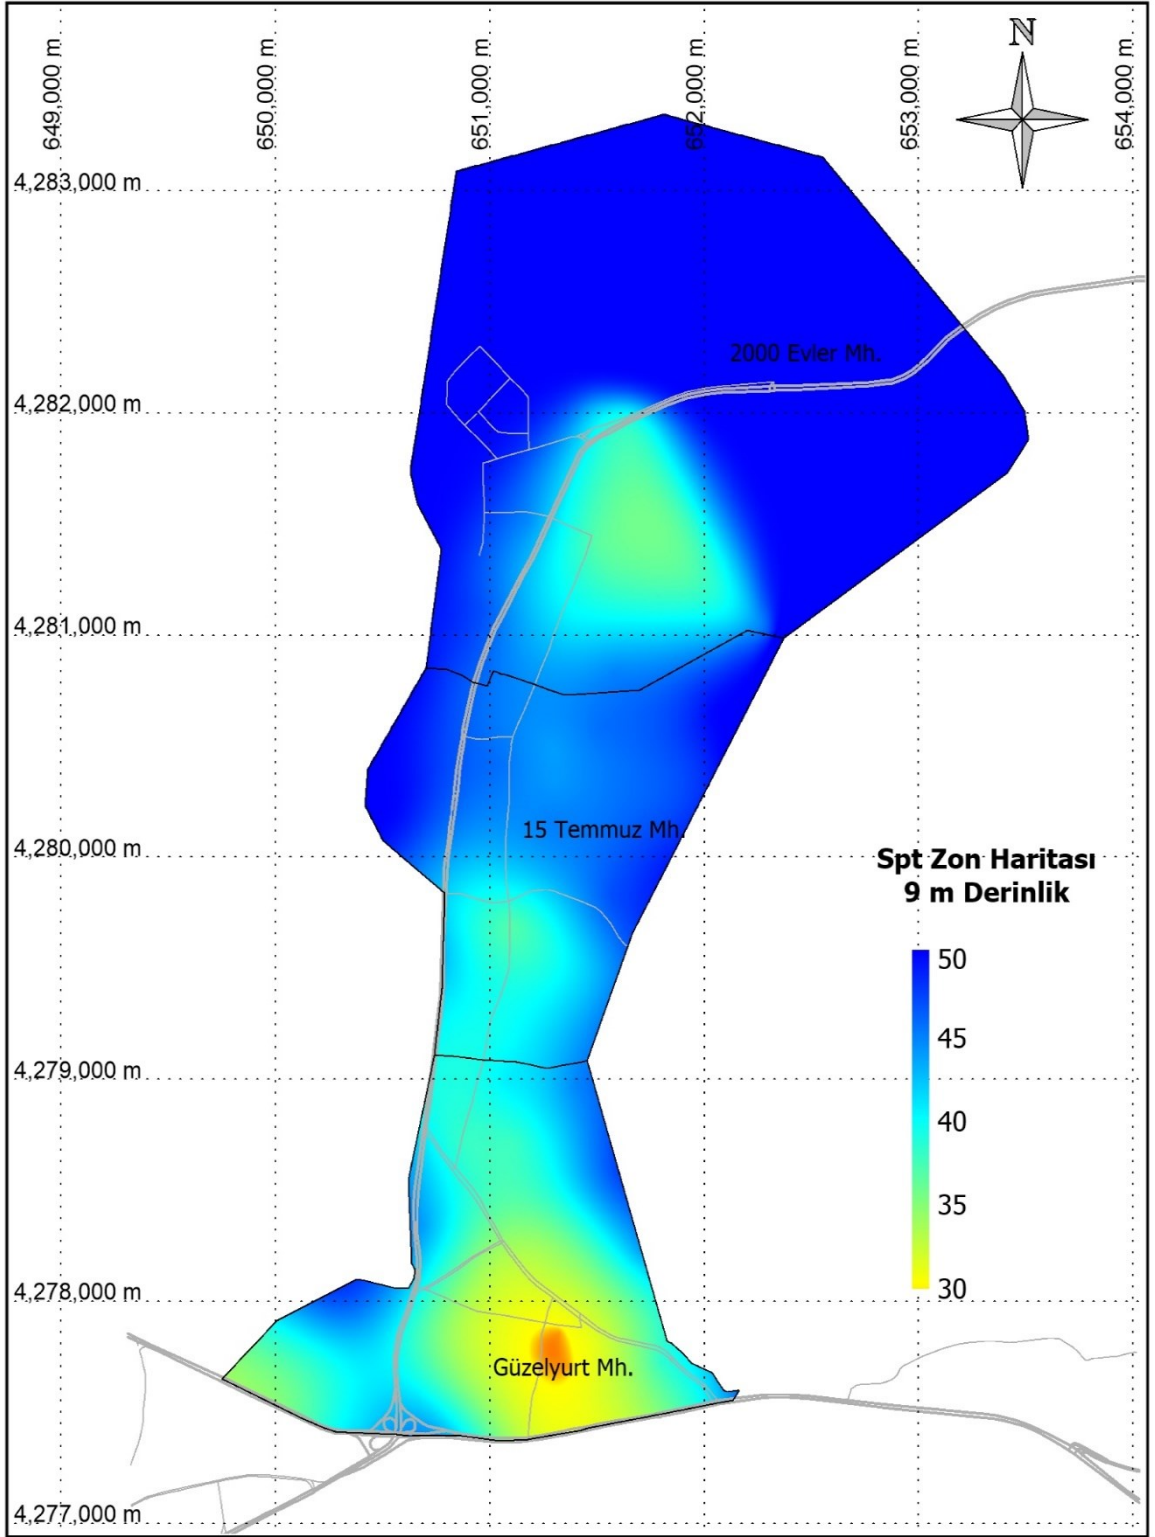 649,000 m
650,000 m
651,000 m
652,000 m
653,000 m
654,000 m
N
4,283,000 m
2000 Evler Mh.
4,282,000 m
4,281,000 m
15 Temmuz Mh.
4,280,000 m
Spt Zon Haritası
9 m Derinlik
50
45
4,279,000 m
40
35
30
4,278,000 m
Güzelyurt Mh.
4,277,000 m